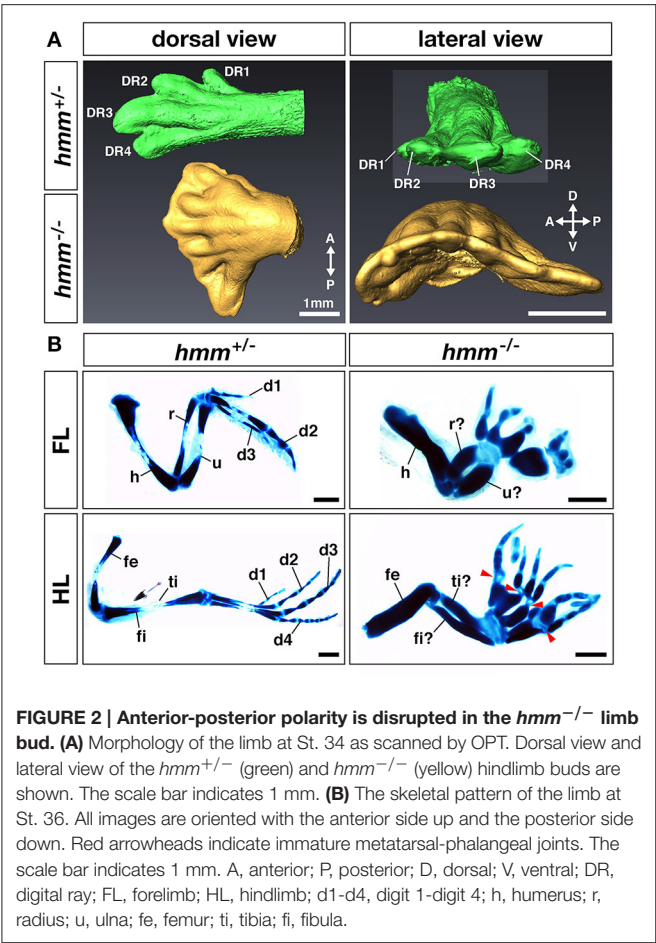 A
dorsal view
lateral view
hmm+/-
DR1
DR2
DR3
DR4
DR1
DR2
DR3
DR4
hmm-/-
A
P
1mm
D
A
P
V
B
hmm+/-
hmm-/-
FL
d1
r
d2
d3
h
u
r?
h
u?
HL
fe
ti
d1
d2
d3
fi
d4
fe
ti?
fi?
FIGURE 2 | Anterior-posterior polarity is disrupted in the hmm−/− limb
bud. (A) Morphology of the limb at St. 34 as scanned by OPT. Dorsal view and
lateral view of the hmm+/− (green) and hmm−/− (yellow) hindlimb buds are
shown. The scale bar indicates 1 mm. (B) The skeletal pattern of the limb at
St. 36. All images are oriented with the anterior side up and the posterior side
down. Red arrowheads indicate immature metatarsal-phalangeal joints. The
scale bar indicates 1 mm. A, anterior; P, posterior; D, dorsal; V, ventral; DR,
digital ray; FL, forelimb; HL, hindlimb; d1-d4, digit 1-digit 4; h, humerus; r,
radius; u, ulna; fe, femur; ti, tibia; fi, fibula.